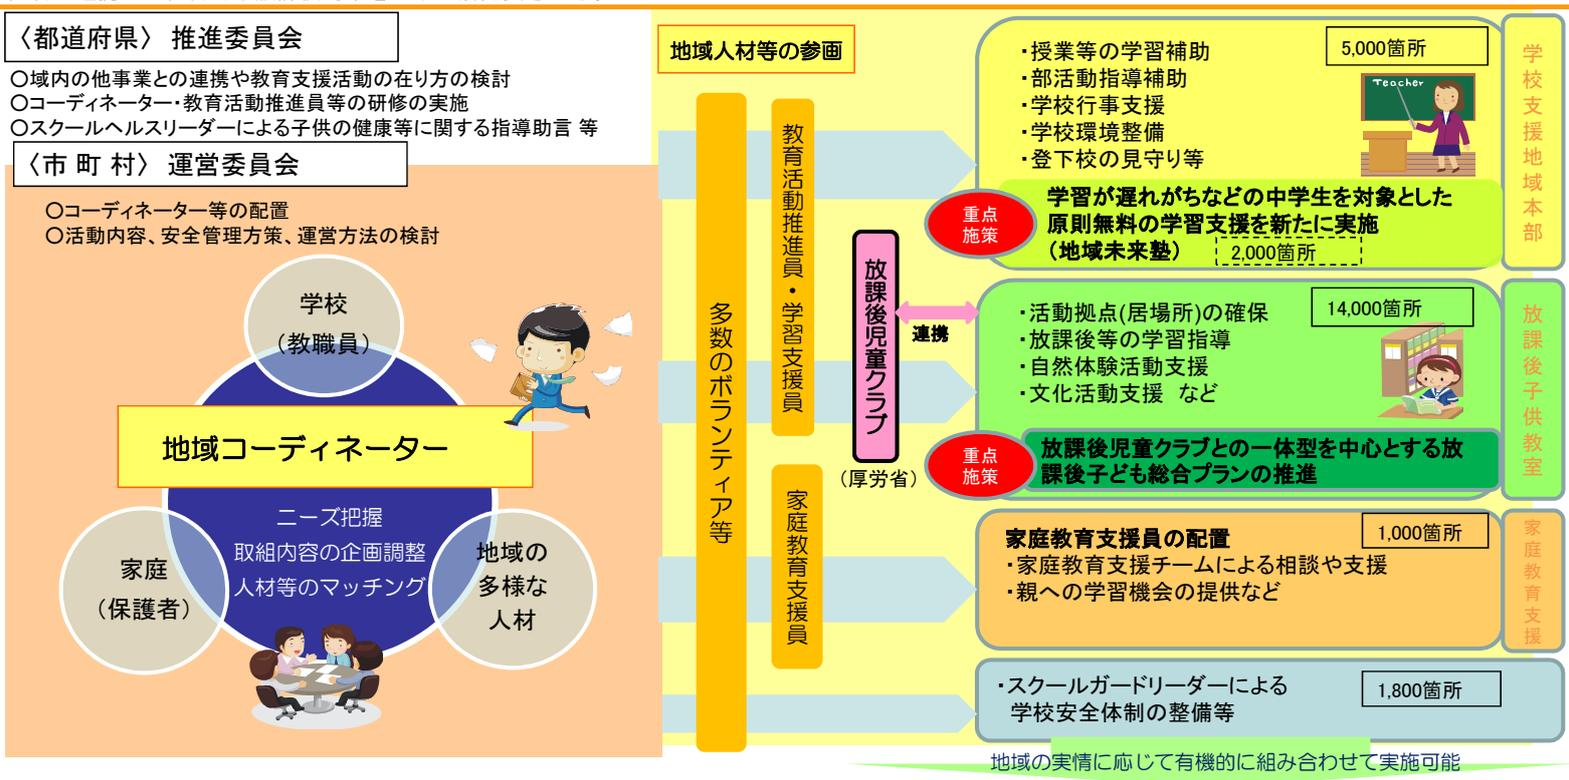 〈都道府県〉 推進委員会
○域内の他事業との連携や教育支援活動の在り方の検討
○コーディネーター・教育活動推進員等の研修の実施
○スクールヘルスリーダーによる子供の健康等に関する指導助言 等
〈市 町 村〉 運営委員会
○コーディネーター等の配置
○活動内容、安全管理方策、運営方法の検討
学校
（教職員）
地域コーディネーター
ニーズ把握
取組内容の企画調整
人材等のマッチング
家庭
（保護者）
地域の
多様な
人材
地域人材等の参画
多数のボランティア等
教育活動推進員・学習支援員
家庭教育支援員
放課後児童クラブ
（厚労省）
連携
・授業等の学習補助
・部活動指導補助
・学校行事支援
・学校環境整備
・登下校の見守り等
5,000箇所
Teacher
重点
施策
学習が遅れがちなどの中学生を対象とした
原則無料の学習支援を新たに実施
（地域未来塾）
2,000箇所
学校支援地域本部
・活動拠点(居場所)の確保
・放課後等の学習指導
・自然体験活動支援
・文化活動支援 など
14,000箇所
重点
施策
放課後児童クラブとの一体型を中心とする放
課後子ども総合プランの推進
放課後子供教室
家庭教育支援員の配置
・家庭教育支援チームによる相談や支援
・親への学習機会の提供など
1,000箇所
家庭教育支援
・スクールガードリーダーによる
学校安全体制の整備等
1,800箇所
地域の実情に応じて有機的に組み合わせて実施可能